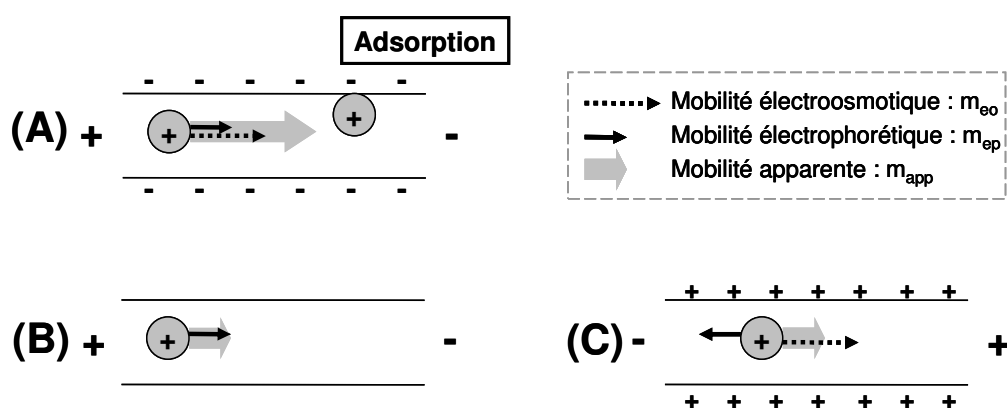 Adsorption
- - - - - -
(A) + + + -
- - - - - -
Mobilité électroosmotique : m_eo
Mobilité électrophorétique : m_ep
Mobilité apparente : m_app
(B) + + -
+ + + + + + +
(C) - + +
+ + + + + + +